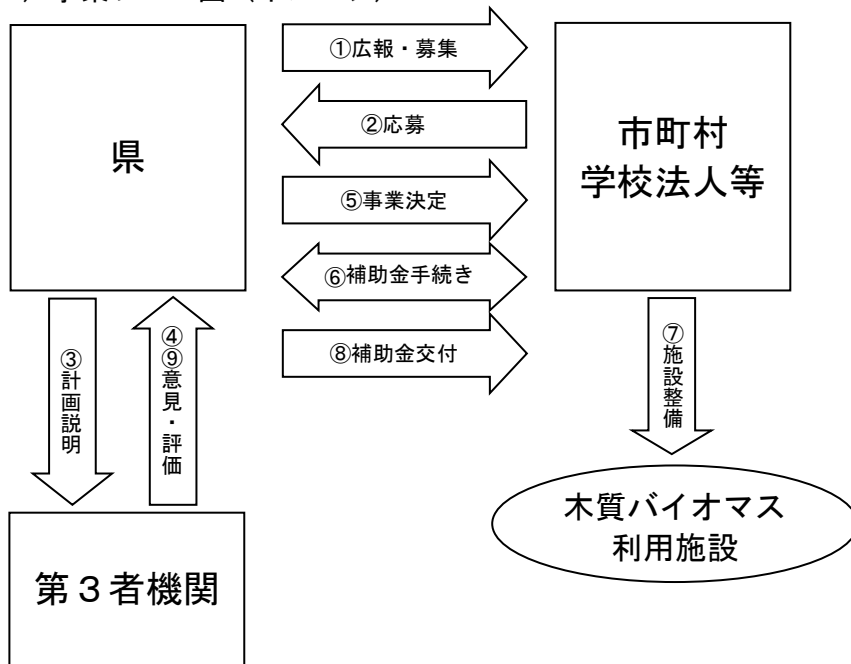 県
①広報・募集
②応募
⑤事業決定
⑥補助金手続き
⑧補助金交付
市町村
学校法人等
③計画説明
④⑨意見・評価
⑦施設整備
木質バイオマス
利用施設
第３者機関